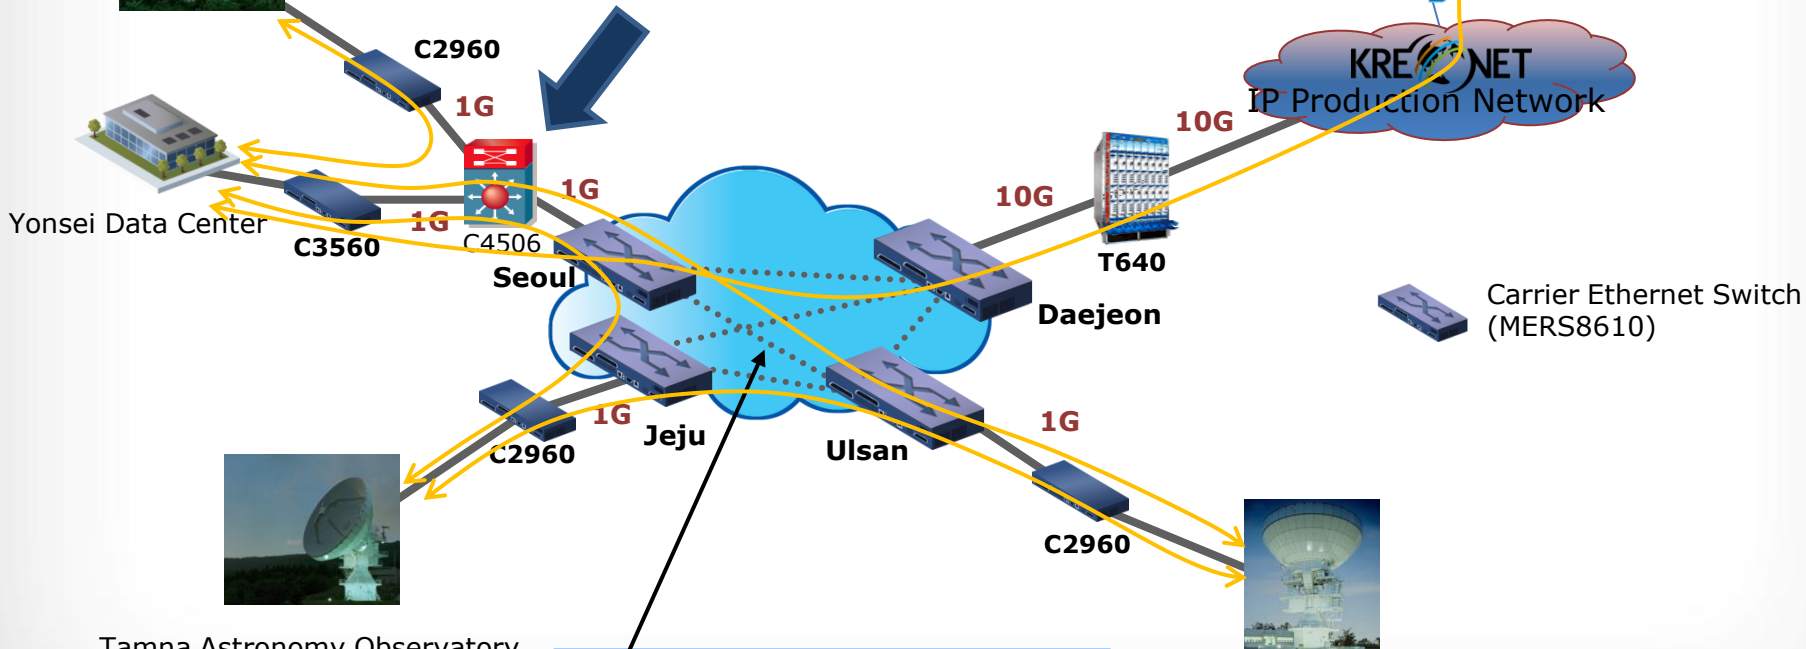 C2960
1G
KREONET
IP Production Network
10G
Yonsei Data Center
C3560
1G
C4506
1G
Seoul
10G
T640
Daejeon
Carrier Ethernet Switch
(MERS8610)
C2960
1G
Jeju
Ulsan
1G
C2960
Tamna Astronomy Observatory